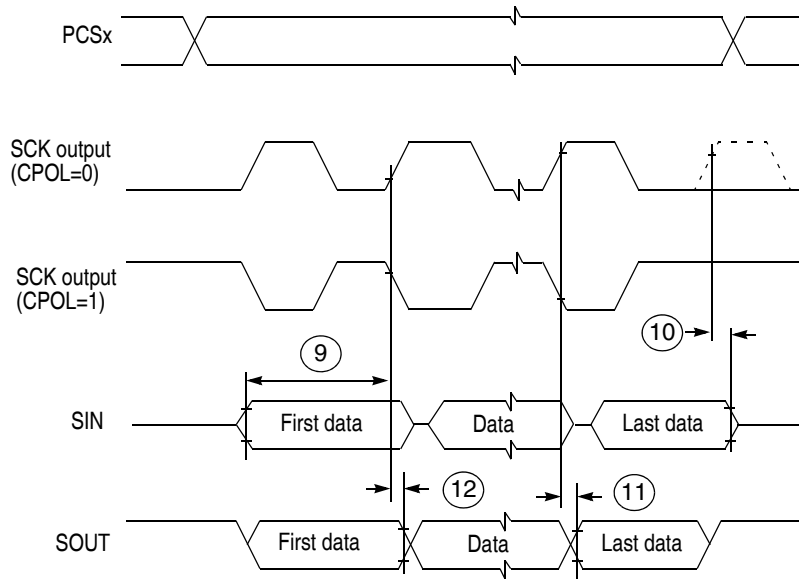 PCSx
SCK output
(CPOL=0)
SCK output
(CPOL=1)
10
9
SIN
First data
Data
Last data
12
11
SOUT
First data
Data
Last data